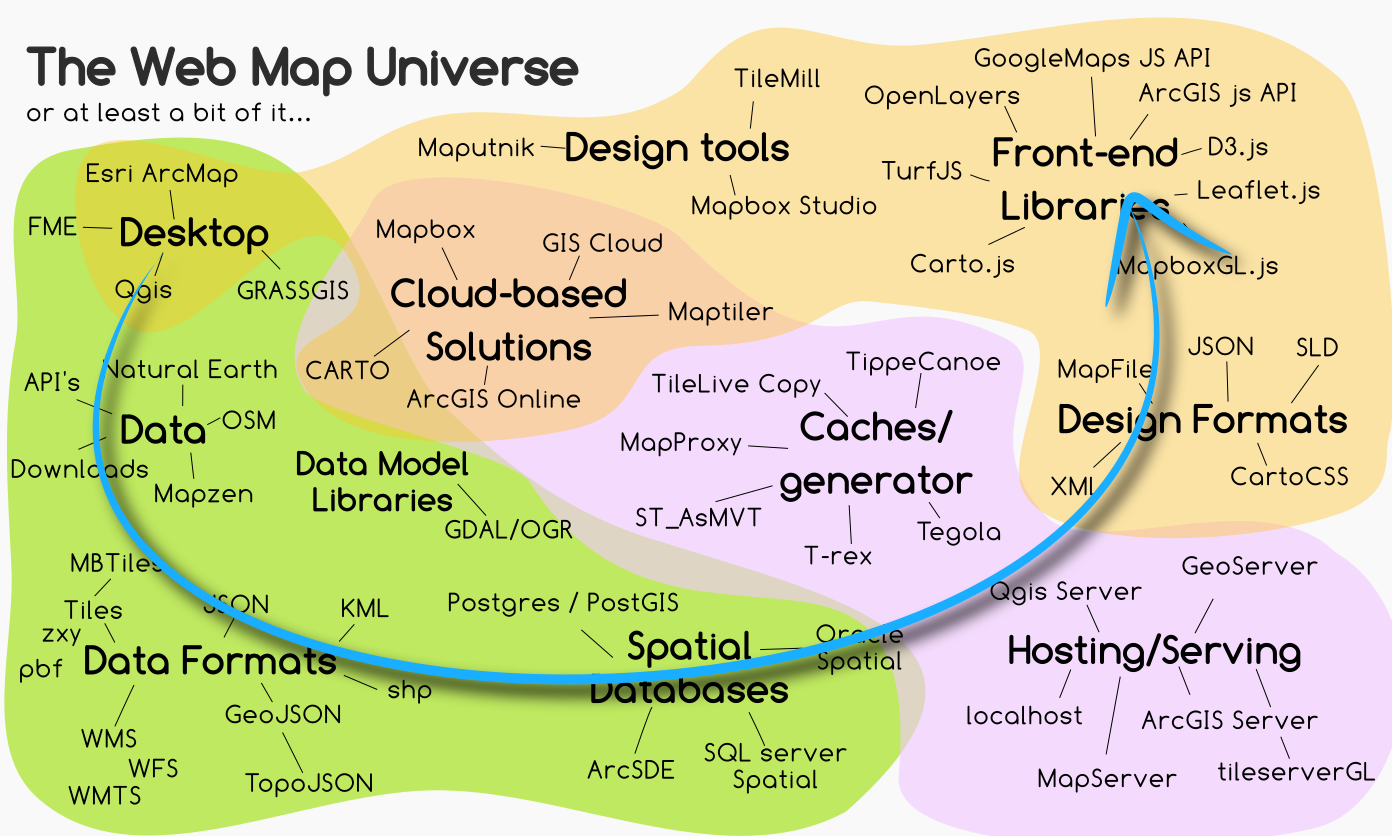 The Web Map Universe
or at least a bit of it...
Esri ArcMap
FME
Desktop
Qgis
GRASSGIS
TileMill
Maputnik
Design tools
Mapbox Studio
GoogleMaps JS API
OpenLayers
ArcGIS js API
Front-end
Libraries
D3.js
TurfJS
Leaflet.js
Carto.js
MapboxGL.js
Mapbox
GIS Cloud
Cloud-based
Solutions
Maptiler
CARTO
ArcGIS Online
Natural Earth
API's
Data
OSM
Downloads
Mapzen
Data Model
Libraries
GDAL/OGR
TippeCanoe
TileLive Copy
Caches/
generator
MapProxy
ST_AsMVT
Tegola
T-rex
JSON
SLD
MapFile
Design Formats
XML
CartoCSS
MBTiles
Tiles
zxy
pbf
JSON
KML
Data Formats
shp
GeoJSON
WMS
WFS
WMTS
TopoJSON
Postgres / PostGIS
Spatial
Databases
Oracle
Spatial
ArcSDE
SQL server
Spatial
GeoServer
Qgis Server
Hosting/Serving
localhost
ArcGIS Server
MapServer
tileserverGL